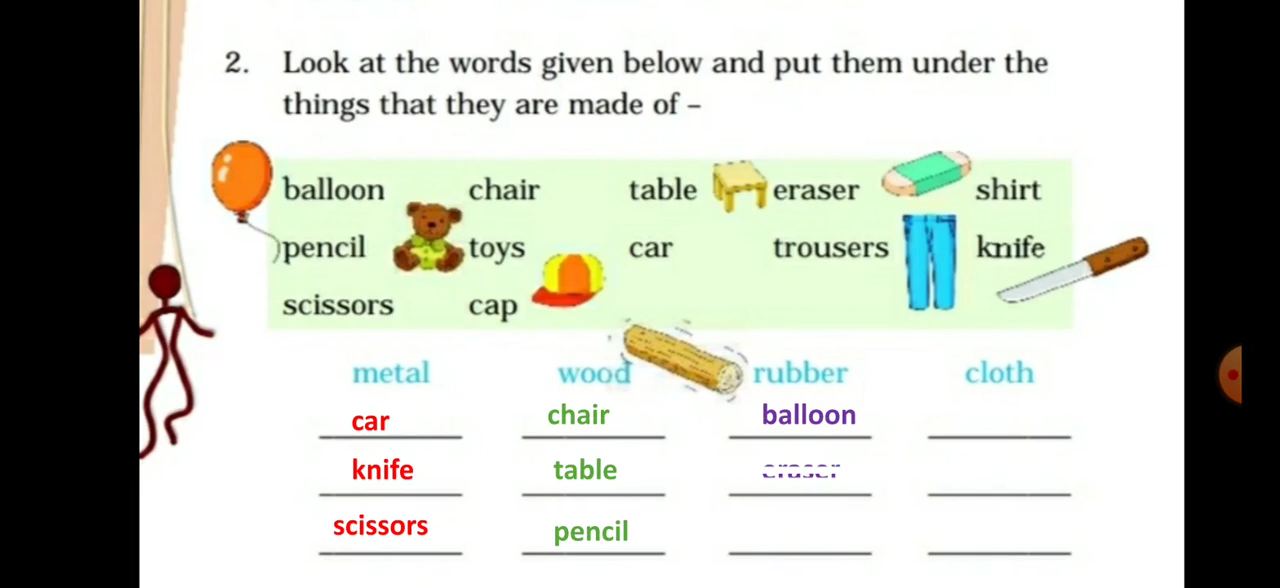 2. Look at the words given below and put them under the
things that they are made of –
balloon chair table eraser shirt
pencil toys car trousers knife
scissors cap
metal wood rubber cloth
car chair balloon
knife table eraser
scissors pencil